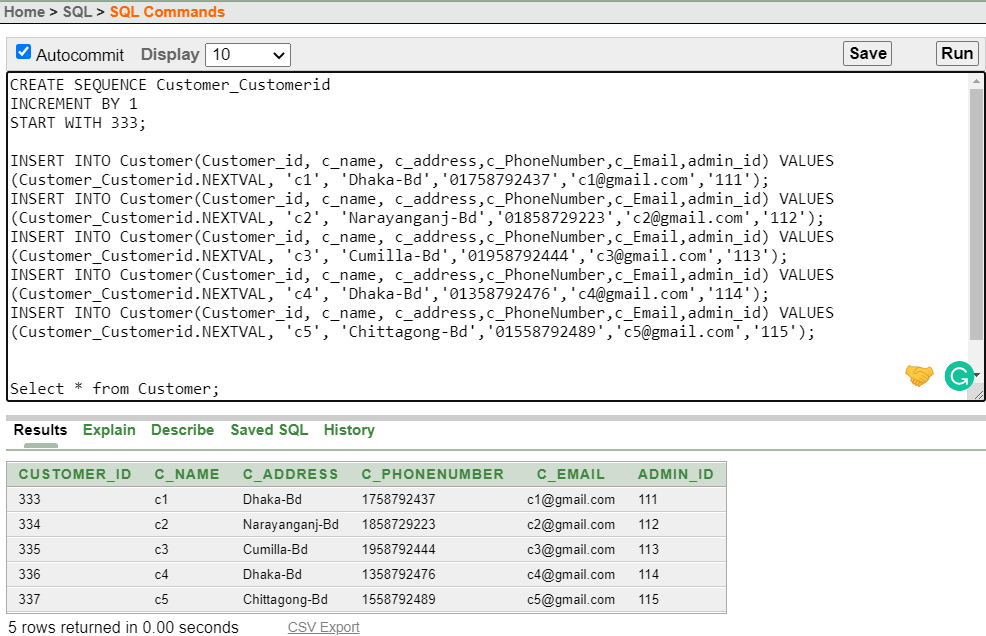 Home > SQL > SQL Commands
Autocommit Display 10 Save Run
CREATE SEQUENCE Customer_Customerid
INCREMENT BY 1
START WITH 333;
INSERT INTO Customer(Customer_id, c_name, c_address,c_PhoneNumber,c_Email,admin_id) VALUES
(Customer_Customerid.NEXTVAL, 'c1', 'Dhaka-Bd','01758792437','c1@gmail.com','111');
INSERT INTO Customer(Customer_id, c_name, c_address,c_PhoneNumber,c_Email,admin_id) VALUES
(Customer_Customerid.NEXTVAL, 'c2', 'Narayanganj-Bd','01858729223','c2@gmail.com','112');
INSERT INTO Customer(Customer_id, c_name, c_address,c_PhoneNumber,c_Email,admin_id) VALUES
(Customer_Customerid.NEXTVAL, 'c3', 'Cumilla-Bd','01958792444','c3@gmail.com','113');
INSERT INTO Customer(Customer_id, c_name, c_address,c_PhoneNumber,c_Email,admin_id) VALUES
(Customer_Customerid.NEXTVAL, 'c4', 'Dhaka-Bd','01358792476','c4@gmail.com','114');
INSERT INTO Customer(Customer_id, c_name, c_address,c_PhoneNumber,c_Email,admin_id) VALUES
(Customer_Customerid.NEXTVAL, 'c5', 'Chittagong-Bd','01558792489','c5@gmail.com','115');
Select * from Customer;
Results Explain Describe Saved SQL History
CUSTOMER_ID C_NAME C_ADDRESS C_PHONENUMBER C_EMAIL ADMIN_ID
333 c1 Dhaka-Bd 1758792437 c1@gmail.com 111
334 c2 Narayanganj-Bd 1858729223 c2@gmail.com 112
335 c3 Cumilla-Bd 1958792444 c3@gmail.com 113
336 c4 Dhaka-Bd 1358792476 c4@gmail.com 114
337 c5 Chittagong-Bd 1558792489 c5@gmail.com 115
5 rows returned in 0.00 seconds CSV Export